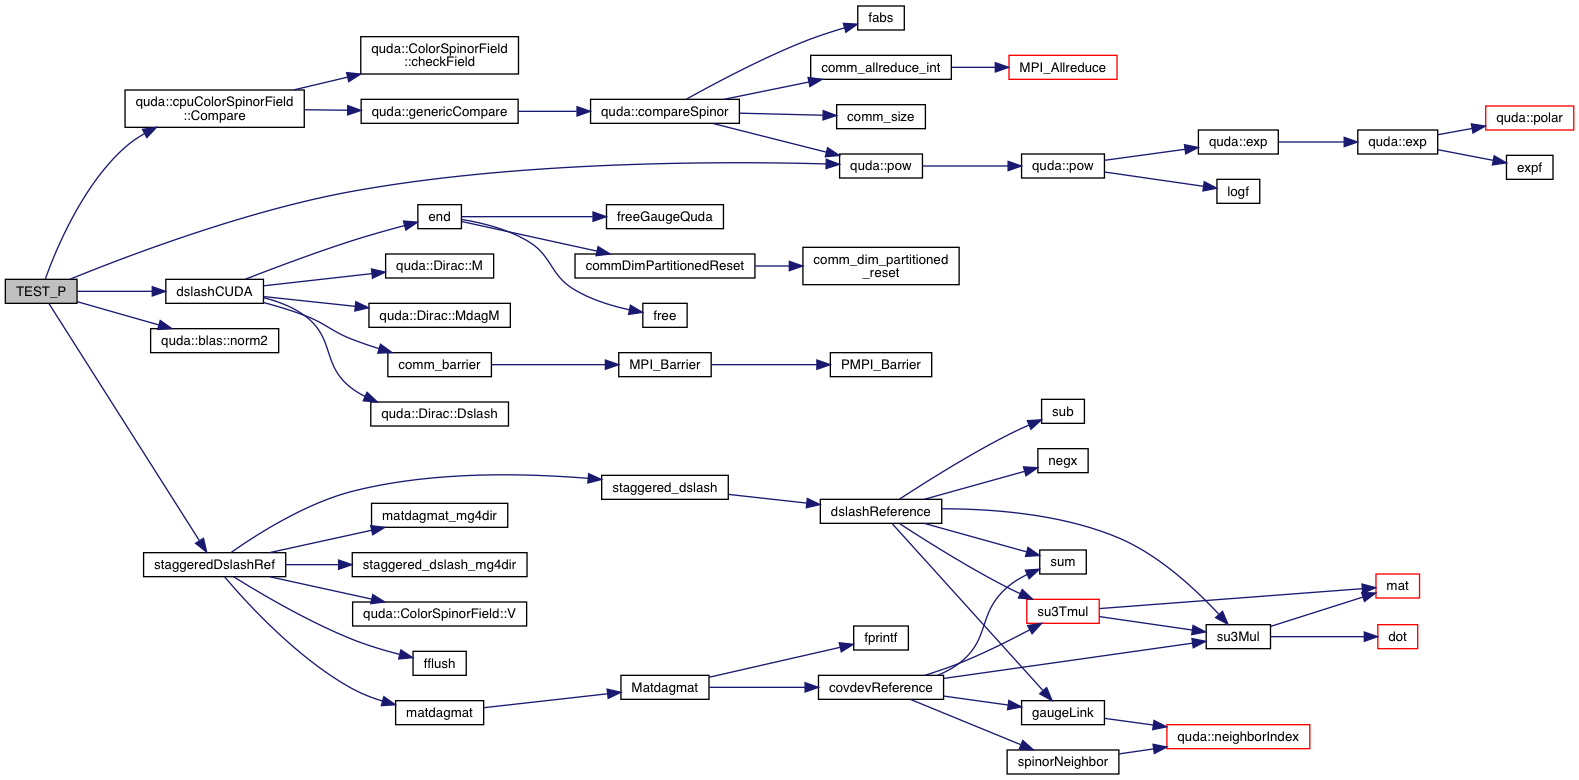 TEST_P
quda::cpuColorSpinorField
::Compare
quda::ColorSpinorField
::checkField
quda::genericCompare
quda::compareSpinor
fabs
comm_allreduce_int
MPI_Allreduce
comm_size
quda::pow
quda::pow
quda::exp
logf
quda::exp
quda::polar
expf
dslashCUDA
end
freeGaugeQuda
commDimPartitionedReset
comm_dim_partitioned
_reset
free
quda::Dirac::M
quda::Dirac::MdagM
comm_barrier
MPI_Barrier
PMPI_Barrier
quda::Dirac::Dslash
quda::blas::norm2
staggeredDslashRef
staggered_dslash
matdagmat_mg4dir
staggered_dslash_mg4dir
quda::ColorSpinorField::V
fflush
matdagmat
Matdagmat
fprintf
covdevReference
dslashReference
sub
negx
sum
su3Tmul
su3Mul
mat
dot
gaugeLink
spinorNeighbor
quda::neighborIndex